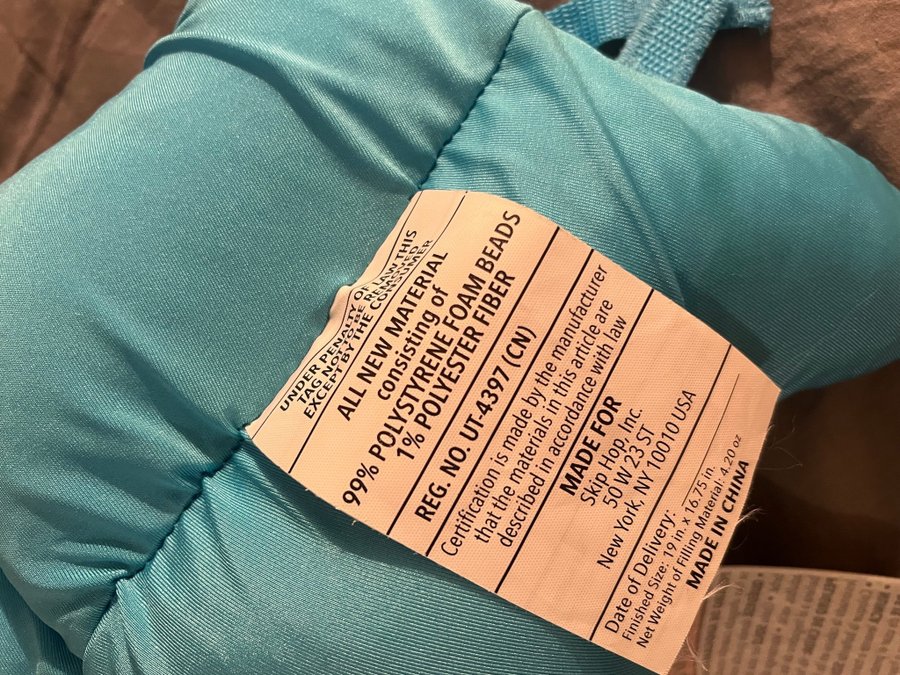 UNDER PENALTY OF LAW THIS
TAG NOT TO BE REMOVED
EXCEPT BY THE CONSUMER
ALL NEW MATERIAL
consisting of
99% POLYSTYRENE FOAM BEADS
1% POLYESTER FIBER
REG. NO. UT-4397 (CN)
Certification is made by the manufacturer
that the materials in this article are
described in accordance with law
MADE FOR
Skip Hop Inc.
50 W 23 ST
New York, NY 10010 USA
Date of Delivery:
Finished Size: 19 in. x 16.75 in.
Net Weight of Filling Material: 4.20 oz
MADE IN CHINA